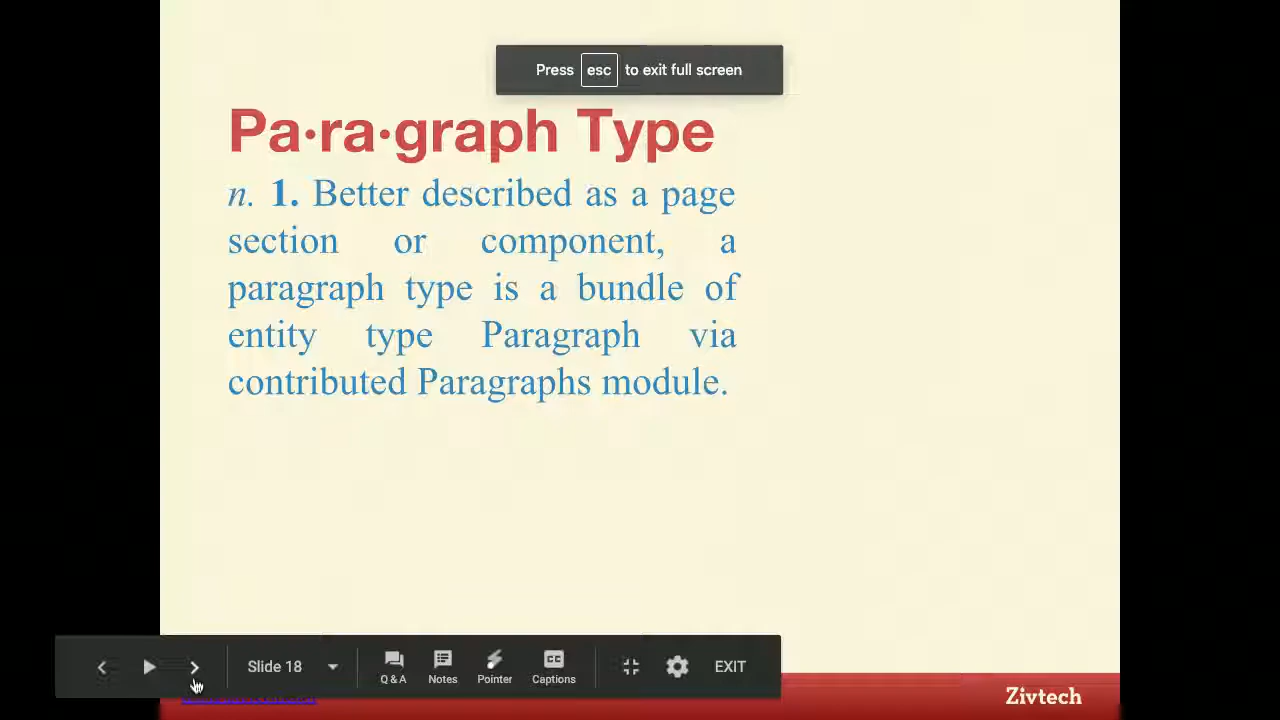 Press esc to exit full screen
Pa·ra·graph Type
n. 1. Better described as a page
section or component, a
paragraph type is a bundle of
entity type Paragraph via
contributed Paragraphs module.
Slide 18
Q & A
Notes
Pointer
CC
Captions
EXIT
Zivtech